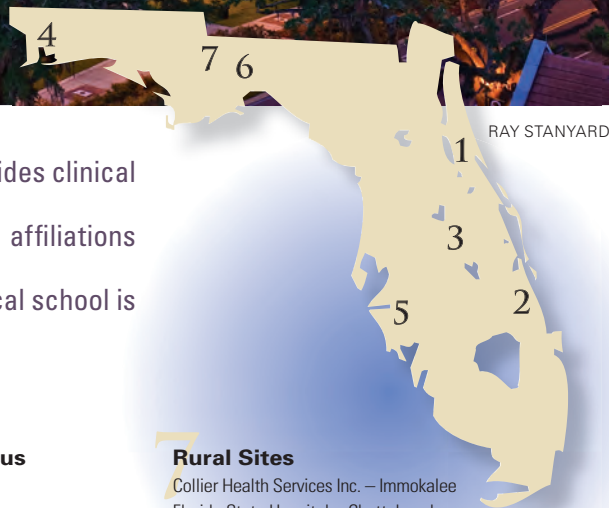 4
7 6
RAY STANYARD
1
ides clinical
affiliations
3
cal school is
2
5
us
7
Rural Sites
Collier Health Services Inc. – Immokalee